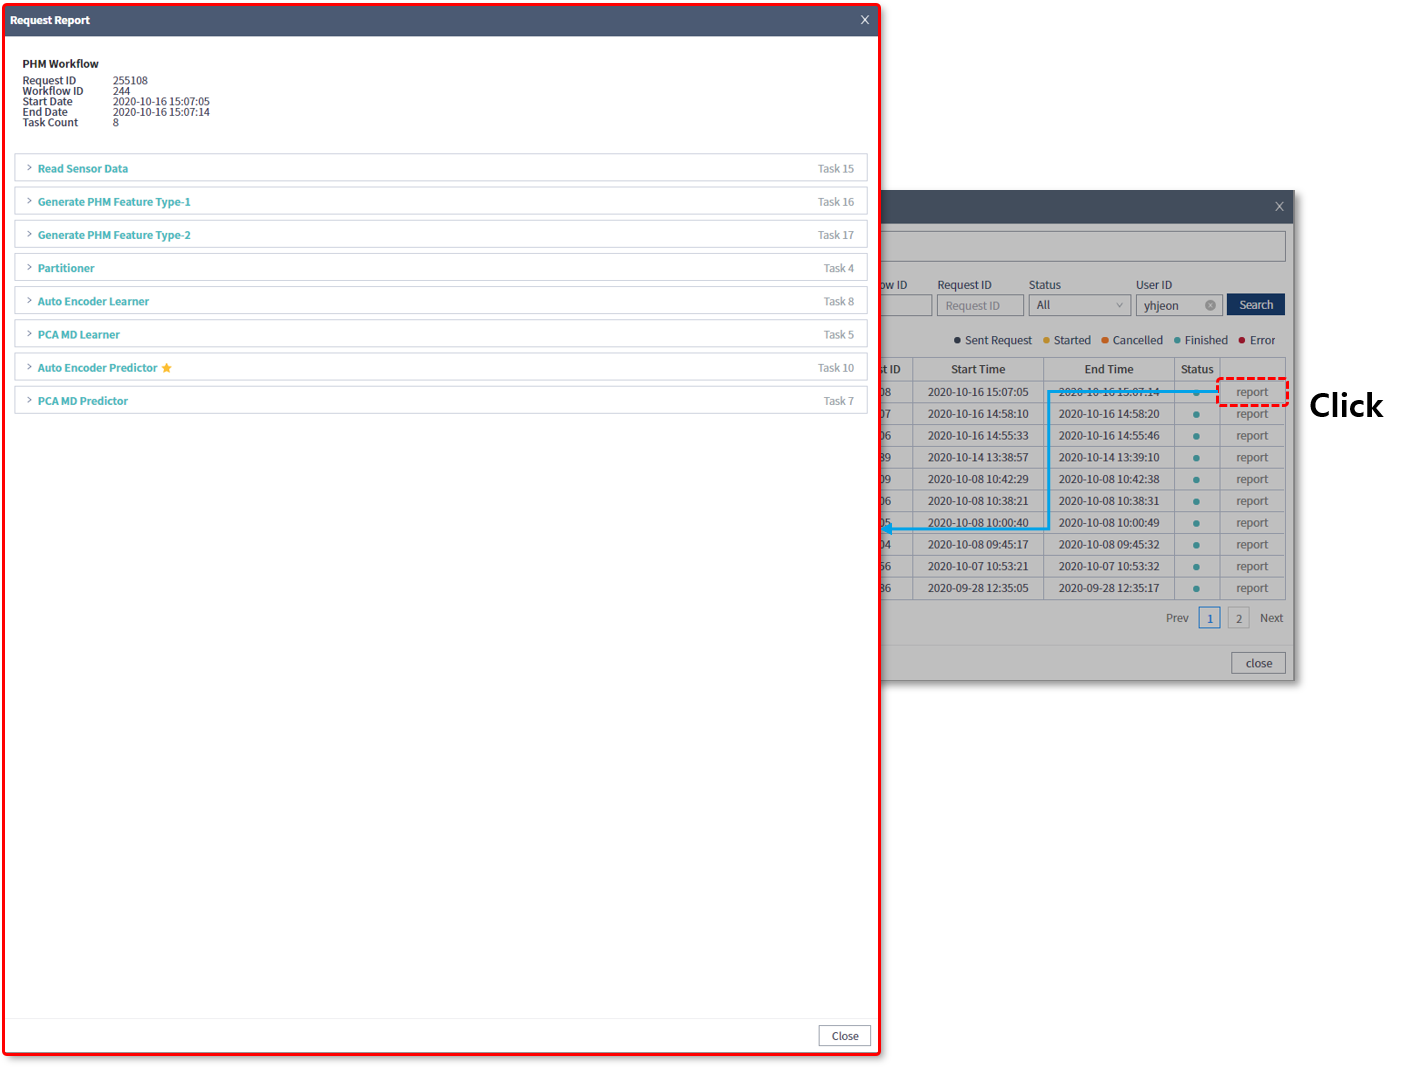 Request Report X
PHM Workflow
Request ID 255108
Workflow ID 244
Start Date 2020-10-16 15:07:05
End Date 2020-10-16 15:07:14
Task Count 8
> Read Sensor Data Task 15
> Generate PHM Feature Type-1 Task 16
> Generate PHM Feature Type-2 Task 17
> Partitioner Task 4
> Auto Encoder Learner Task 8
> PCA MD Learner Task 5
> Auto Encoder Predictor Task 10
> PCA MD Predictor Task 7
Close
X
ow ID Request ID Status User ID
Request ID All yhjeon Search
Sent Request Started Cancelled Finished Error
st ID Start Time End Time Status
08 2020-10-16 15:07:05 2020-10-16 15:07:14 report
07 2020-10-16 14:58:10 2020-10-16 14:58:20 report
06 2020-10-16 14:55:33 2020-10-16 14:55:46 report
39 2020-10-14 13:38:57 2020-10-14 13:39:10 report
09 2020-10-08 10:42:29 2020-10-08 10:42:38 report
06 2020-10-08 10:38:21 2020-10-08 10:38:31 report
05 2020-10-08 10:00:40 2020-10-08 10:00:49 report
04 2020-10-08 09:45:17 2020-10-08 09:45:32 report
56 2020-10-07 10:53:21 2020-10-07 10:53:32 report
36 2020-09-28 12:35:05 2020-09-28 12:35:17 report
Prev 1 2 Next
close
Click